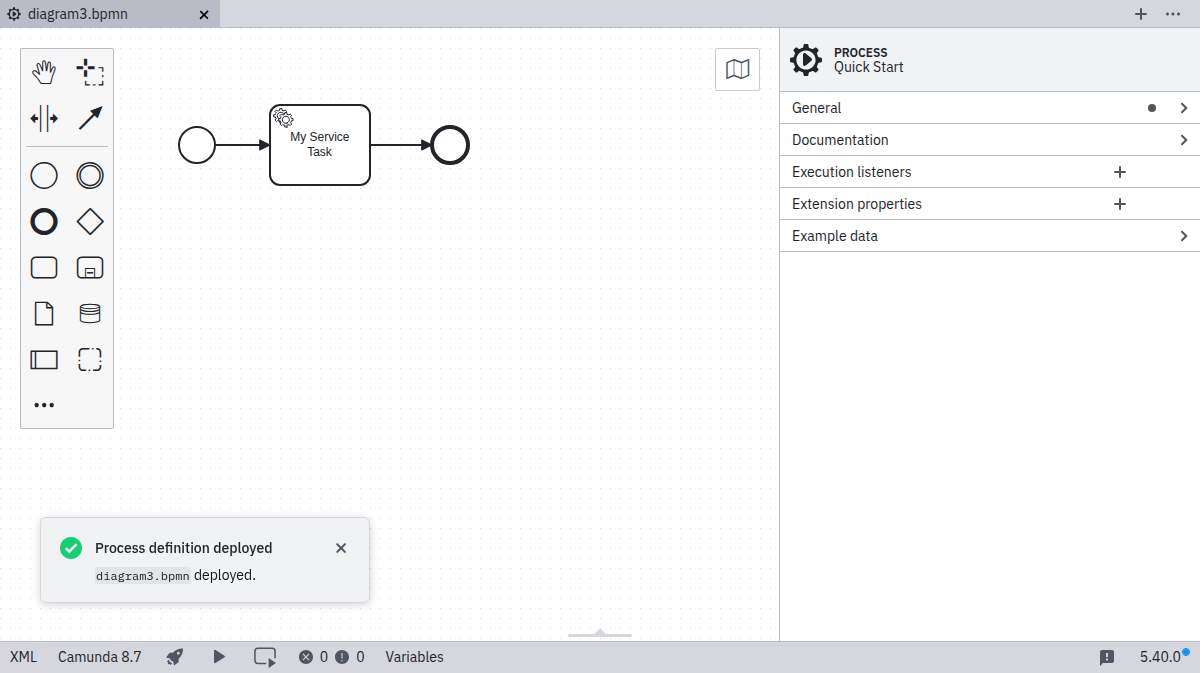 diagram3.bpmn
PROCESS
Quick Start
General
Documentation
Execution listeners
Extension properties
Example data
My Service
Task
Process definition deployed
diagram3.bpmn deployed.
XML Camunda 8.7 0 0 Variables 5.40.0